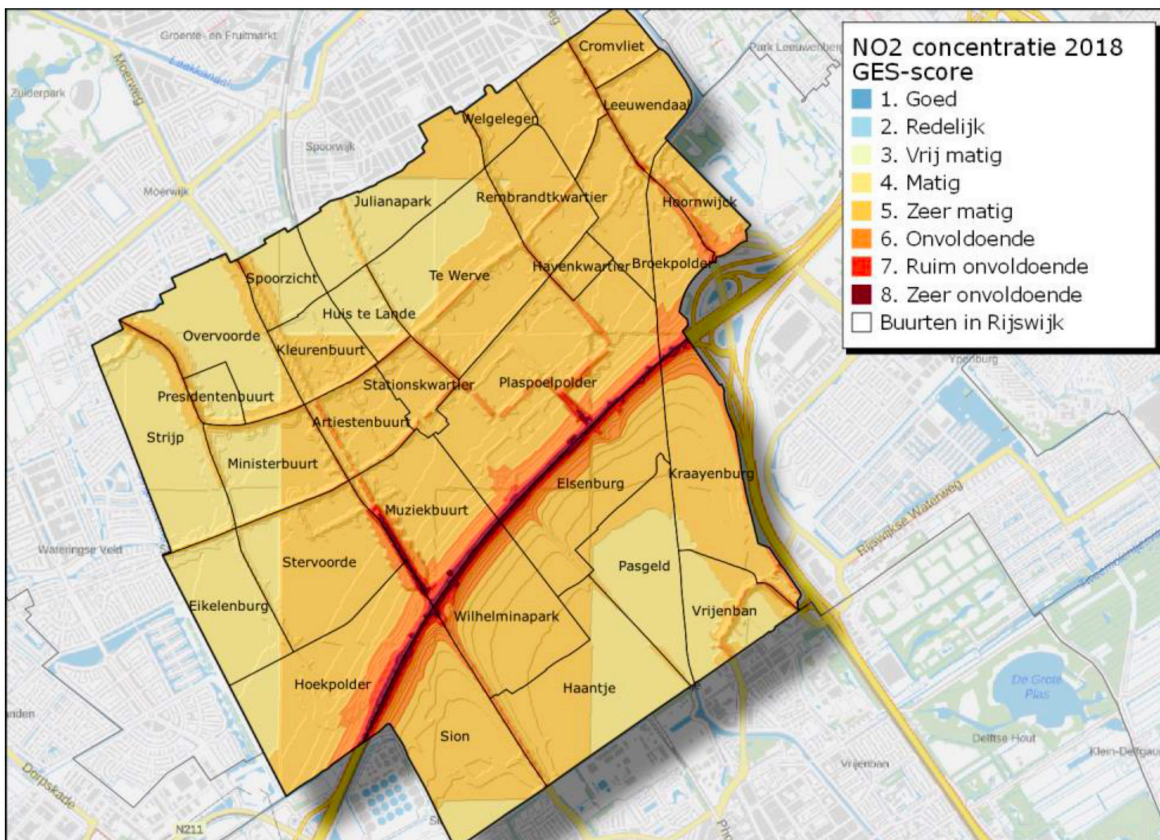 NO2 concentratie 2018
GES-score
1. Goed
2. Redelijk
3. Vrij matig
4. Matig
5. Zeer matig
6. Onvoldoende
7. Ruim onvoldoende
8. Zeer onvoldoende
Buurten in Rijswijk
Groente- en Fruitmarkt
Laakkanaal
Moerweg
Zuiderpark
Cromvliet
Park Leeuwenberg
Leeuwendaal
Welgelegen
Spoorwijk
Moerwijk
Julianapark
Rembrandtkwartier
Hoornwijck
Spoorzicht
Te Werve
Havenkwartier
Broekpolder
Huis te Lande
Overvoorde
Kleurenbuurt
Ypenburg
Stationskwartier
Plaspoelpolder
Presidentenbuurt
Artiestenbuurt
Strijp
Ministerbuurt
Elsenburg
Kraayenburg
Muziekbuurt
Rijswijkse Waterweg
Wateringse Veld
Stervoorde
Pasgeld
Eikelenburg
Wilhelminapark
Vrijenban
Hoekpolder
Haantje
De Grote
Plas
Sion
Delftse Hout
Vrijenban
Dorpskade
N211